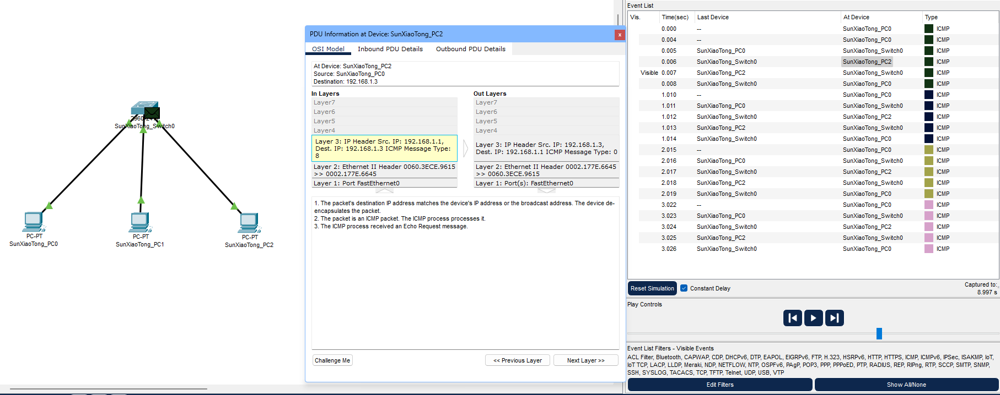 2960-24
SunXiaoTong_Switch0
PC-PT
SunXiaoTong_PC0
PC-PT
SunXiaoTong_PC1
PC-PT
SunXiaoTong_PC2
PDU Information at Device: SunXiaoTong_PC2
x
OSI Model Inbound PDU Details Outbound PDU Details
At Device: SunXiaoTong_PC2
Source: SunXiaoTong_PC0
Destination: 192.168.1.3
In Layers
Layer7
Layer6
Layer5
Layer4
Layer 3: IP Header Src. IP: 192.168.1.1,
Dest. IP: 192.168.1.3 ICMP Message Type:
8
Layer 2: Ethernet II Header 0060.3ECE.9615
>> 0002.177E.6645
Layer 1: Port FastEthernet0
Out Layers
Layer7
Layer6
Layer5
Layer4
Layer 3: IP Header Src. IP: 192.168.1.3,
Dest. IP: 192.168.1.1 ICMP Message Type: 0
Layer 2: Ethernet II Header 0002.177E.6645
>> 0060.3ECE.9615
Layer 1: Port(s): FastEthernet0
1. The packet's destination IP address matches the device's IP address or the broadcast address. The device de-
encapsulates the packet.
2. The packet is an ICMP packet. The ICMP process processes it.
3. The ICMP process received an Echo Request message.
Challenge Me
<< Previous Layer
Next Layer >>
Event List
Vis. Time(sec) Last Device At Device Type
0.000 -- SunXiaoTong_PC0 ICMP
0.004 -- SunXiaoTong_PC0 ICMP
0.005 SunXiaoTong_PC0 SunXiaoTong_Switch0 ICMP
0.006 SunXiaoTong_Switch0 SunXiaoTong_PC2 ICMP
Visible 0.007 SunXiaoTong_PC2 SunXiaoTong_Switch0 ICMP
0.008 SunXiaoTong_Switch0 SunXiaoTong_PC0 ICMP
1.010 -- SunXiaoTong_PC0 ICMP
1.011 SunXiaoTong_PC0 SunXiaoTong_Switch0 ICMP
1.012 SunXiaoTong_Switch0 SunXiaoTong_PC2 ICMP
1.013 SunXiaoTong_PC2 SunXiaoTong_Switch0 ICMP
1.014 SunXiaoTong_Switch0 SunXiaoTong_PC0 ICMP
2.015 -- SunXiaoTong_PC0 ICMP
2.016 SunXiaoTong_PC0 SunXiaoTong_Switch0 ICMP
2.017 SunXiaoTong_Switch0 SunXiaoTong_PC2 ICMP
2.018 SunXiaoTong_PC2 SunXiaoTong_Switch0 ICMP
2.019 SunXiaoTong_Switch0 SunXiaoTong_PC0 ICMP
3.022 -- SunXiaoTong_PC0 ICMP
3.023 SunXiaoTong_PC0 SunXiaoTong_Switch0 ICMP
3.024 SunXiaoTong_Switch0 SunXiaoTong_PC2 ICMP
3.025 SunXiaoTong_PC2 SunXiaoTong_Switch0 ICMP
3.026 SunXiaoTong_Switch0 SunXiaoTong_PC0 ICMP
Reset Simulation
Constant Delay
Captured to:
8.997 s
Play Controls
Event List Filters - Visible Events
ACL Filter, Bluetooth, CAPWAP, CDP, DHCPv6, DTP, EAPOL, EIGRPv6, FTP, H.323, HSRPv6, HTTP, HTTPS, ICMP, ICMPv6, IPSec, ISAKMP, IoT,
IoT TCP, LACP, LLDP, Meraki, NDP, NETFLOW, NTP, OSPFv6, PAgP, POP3, PPP, PPPoED, PTP, RADIUS, REP, RIPng, RTP, SCCP, SMTP, SNMP,
SSH, SYSLOG, TACACS, TCP, TFTP, Telnet, UDP, USB, VTP
Edit Filters
Show All/None